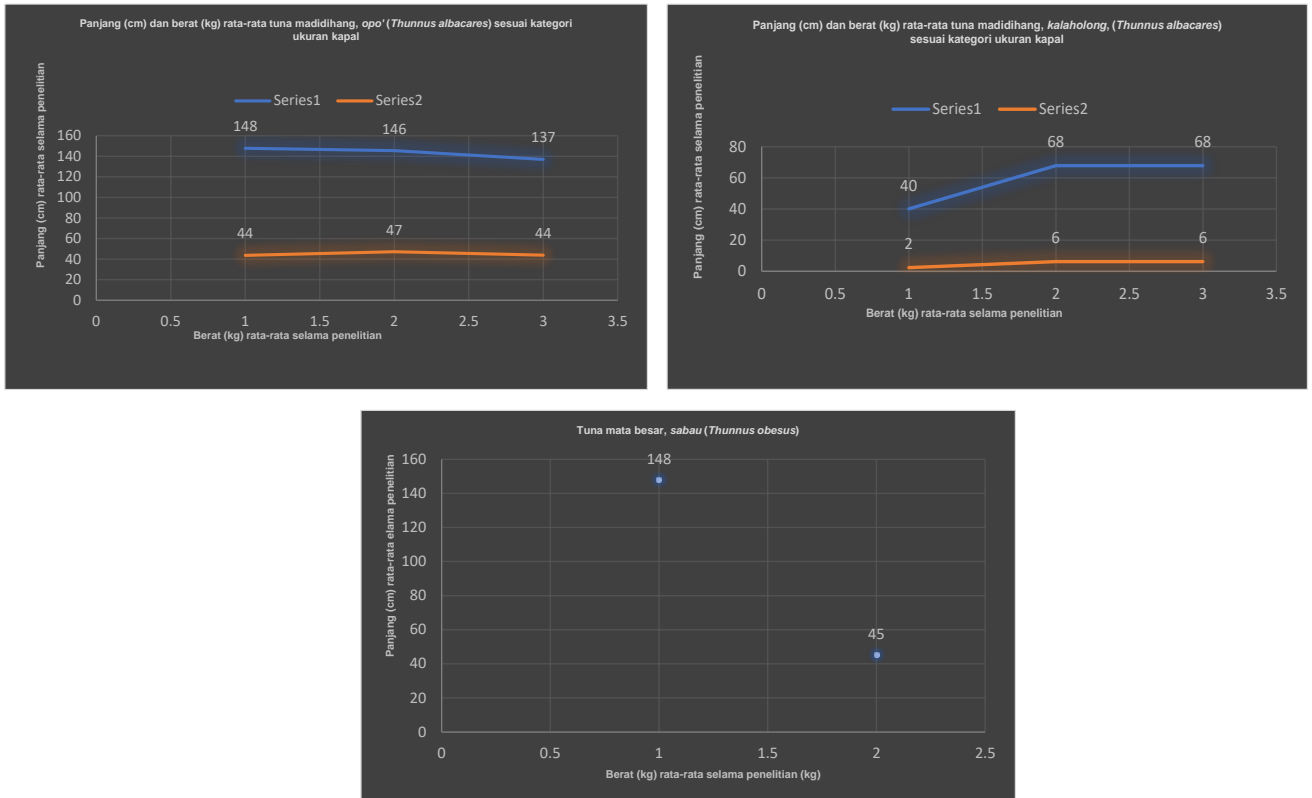 Panjang (cm) dan berat (kg) rata-rata tuna madidihang, opo' (Thunnus albacares) sesuai kategori
ukuran kapal
Panjang (cm) rata-rata selama penelitian
Series1 Series2
148 146 137
44 47 44
160
140
120
100
80
60
40
20
0
0 0.5 1 1.5 2 2.5 3 3.5
Berat (kg) rata-rata selama penelitian
Panjang (cm) dan berat (kg) rata-rata tuna madidihang, kalaholong, (Thunnus albacares)
sesuai kategori ukuran kapal
Panjang (cm) rata-rata selama penelitian
Series1 Series2
40 68 68
2 6 6
80
60
40
20
0
0 0.5 1 1.5 2 2.5 3 3.5
Berat (kg) rata-rata selama penelitian
Tuna mata besar, sabau (Thunnus obesus)
Panjang (cm) rata-rata elama penelitian
148
45
160
140
120
100
80
60
40
20
0
0 0.5 1 1.5 2 2.5
Berat (kg) rata-rata selama penelitian (kg)